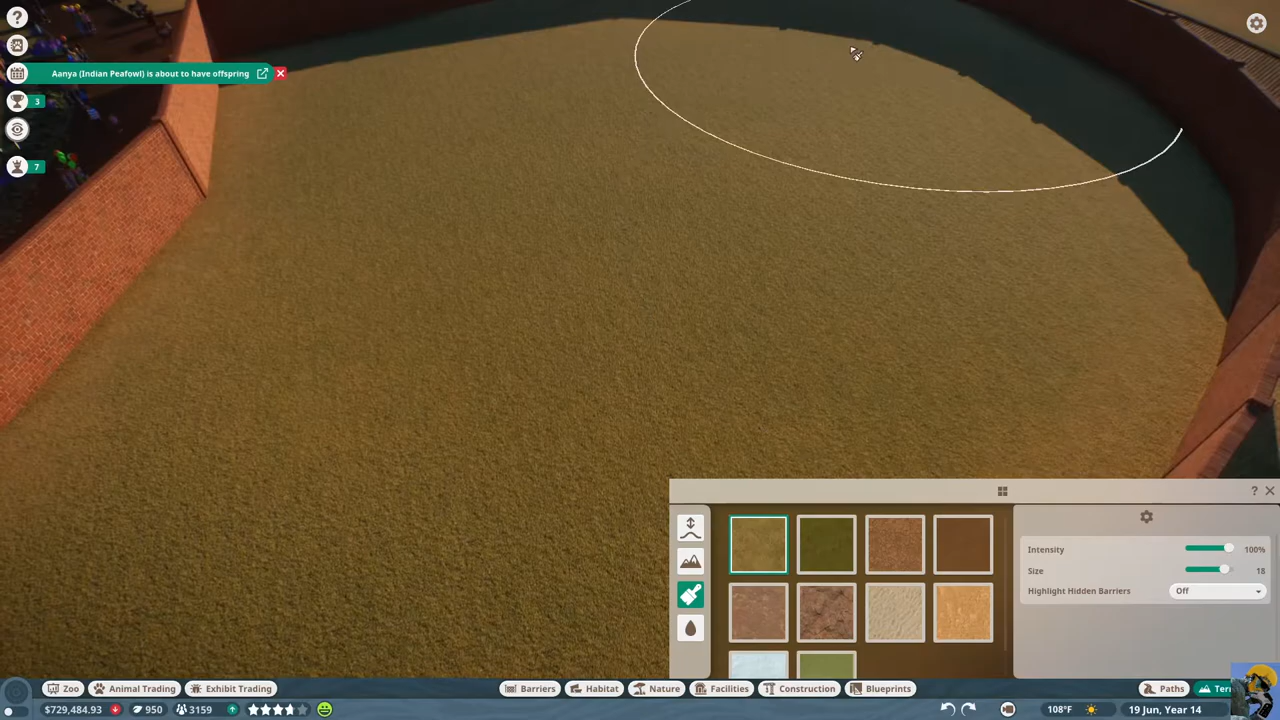 ?
Aanya (Indian Peafowl) is about to have offspring
3
7
?
Intensity 100%
Size 18
Highlight Hidden Barriers Off
Zoo Animal Trading Exhibit Trading Barriers Habitat Nature Facilities Construction Blueprints Paths
$729,484.93 950 3159 108°F 19 Jun, Year 14